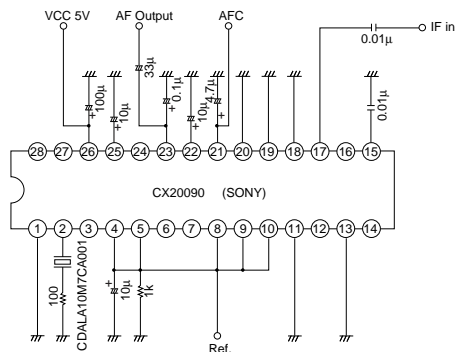 VCC 5V AF Output AFC
IF in
0.01μ
33μ
100μ
10μ
0.1μ
10μ
4.7μ
0.01μ
+ + + + +
28 27 26 25 24 23 22 21 20 19 18 17 16 15
CX20090 (SONY)
1 2 3 4 5 6 7 8 9 10 11 12 13 14
CDALA10M7CA001
100
+
10μ
1k
Ref.